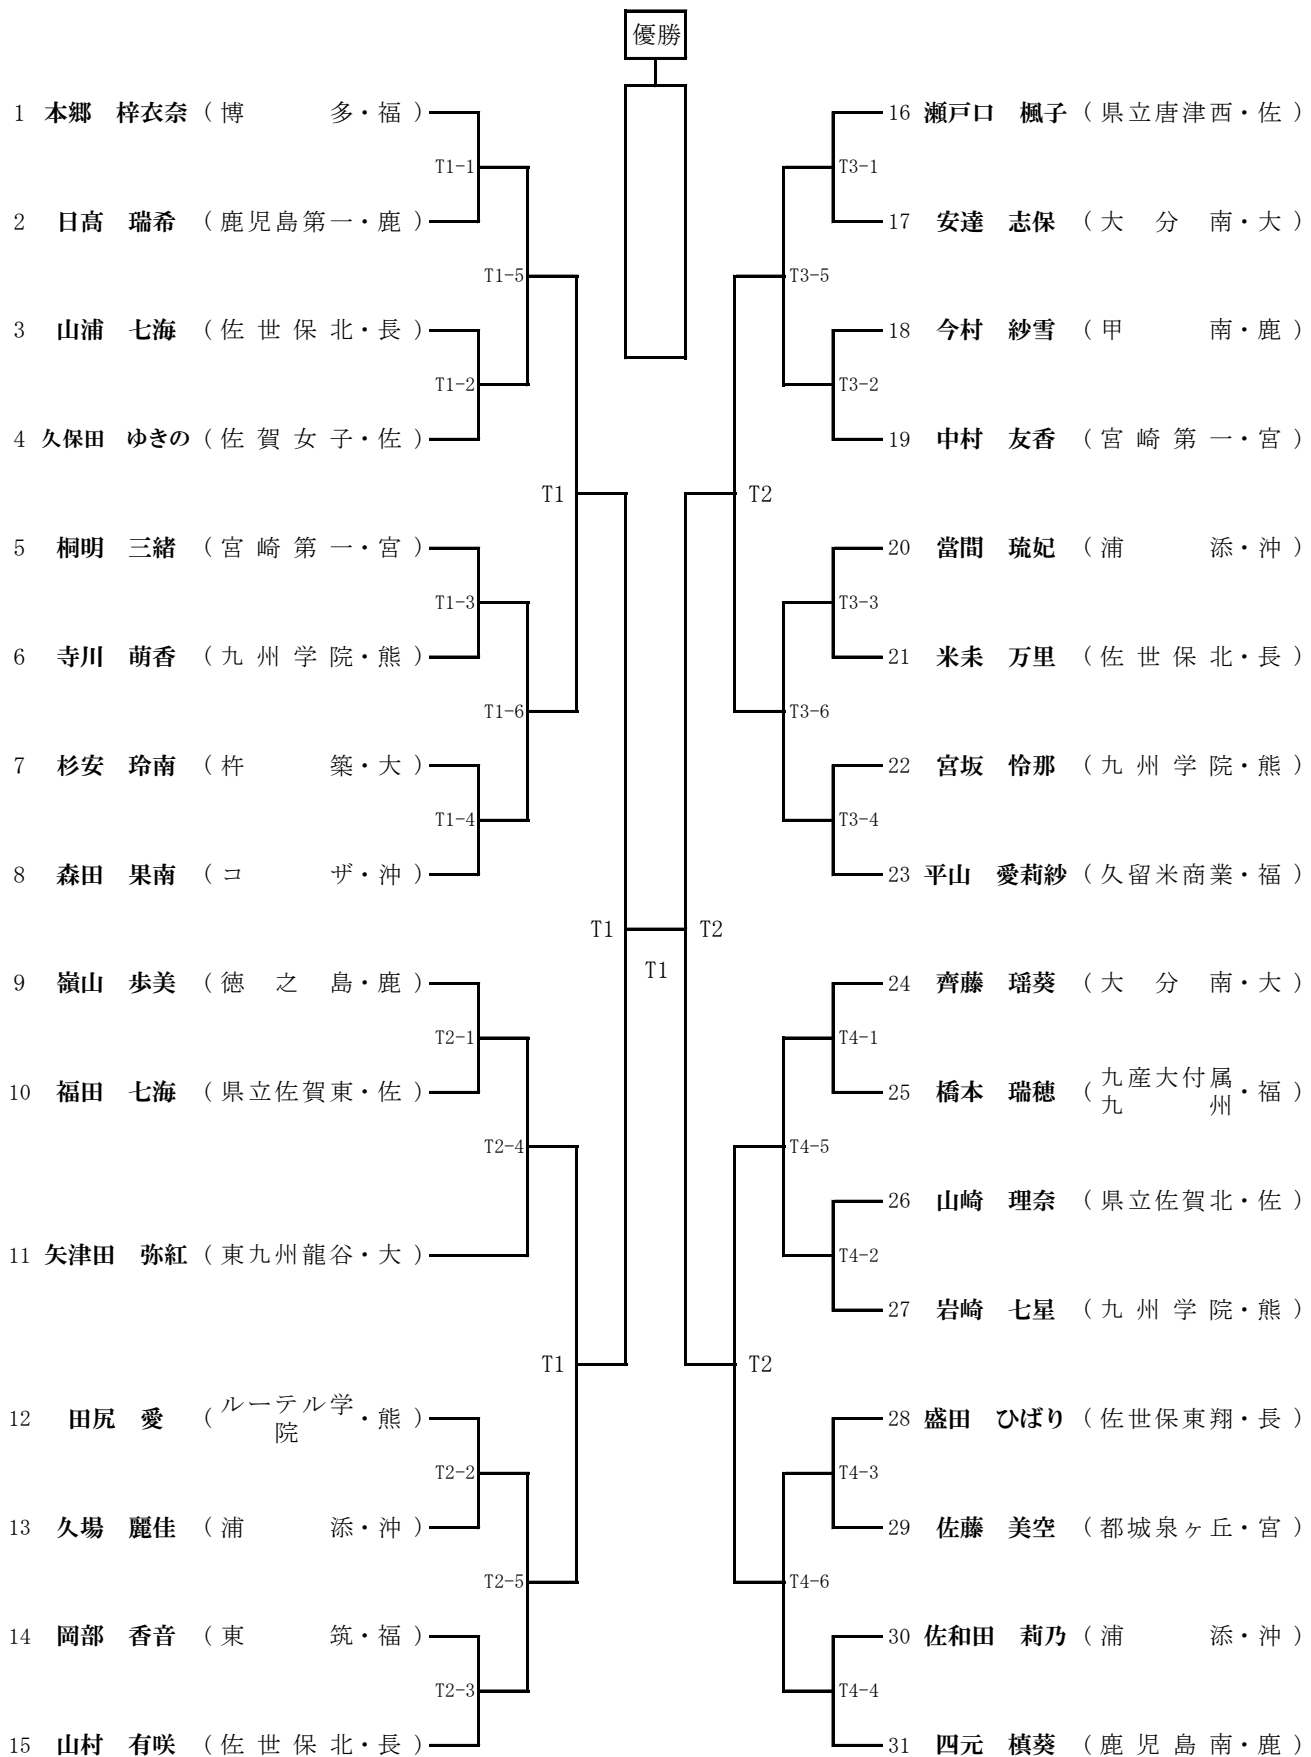 優勝
1 本郷 梓衣奈 (博多・福)
T1-1
2 日髙 瑞希 (鹿児島第一・鹿)
T1-5
3 山浦 七海 (佐世保北・長)
T1-2
4 久保田 ゆきの (佐賀女子・佐)
T1
5 桐明 三緒 (宮崎第一・宮)
T1-3
6 寺川 萌香 (九州学院・熊)
T1-6
7 杉安 玲南 (杵築・大)
T1-4
8 森田 果南 (コザ・沖)
T1
9 嶺山 歩美 (徳之島・鹿)
T2-1
10 福田 七海 (県立佐賀東・佐)
T2-4
11 矢津田 弥紅 (東九州龍谷・大)
T1
12 田尻 愛 (ルーテル学院・熊)
T2-2
13 久場 麗佳 (浦添・沖)
T2-5
14 岡部 香音 (東筑・福)
T2-3
15 山村 有咲 (佐世保北・長)
T1
16 瀬戸口 楓子 (県立唐津西・佐)
T3-1
17 安達 志保 (大分南・大)
T3-5
18 今村 紗雪 (甲南・鹿)
T3-2
19 中村 友香 (宮崎第一・宮)
T2
20 當間 琉妃 (浦添・沖)
T3-3
21 米耒 万里 (佐世保北・長)
T3-6
22 宮坂 怜那 (九州学院・熊)
T3-4
23 平山 愛莉紗 (久留米商業・福)
T2
24 齊藤 瑶葵 (大分南・大)
T4-1
25 橋本 瑞穂 (九産大付属九州・福)
T4-5
26 山崎 理奈 (県立佐賀北・佐)
T4-2
27 岩崎 七星 (九州学院・熊)
T2
28 盛田 ひばり (佐世保東翔・長)
T4-3
29 佐藤 美空 (都城泉ヶ丘・宮)
T4-6
30 佐和田 莉乃 (浦添・沖)
T4-4
31 四元 槙葵 (鹿児島南・鹿)